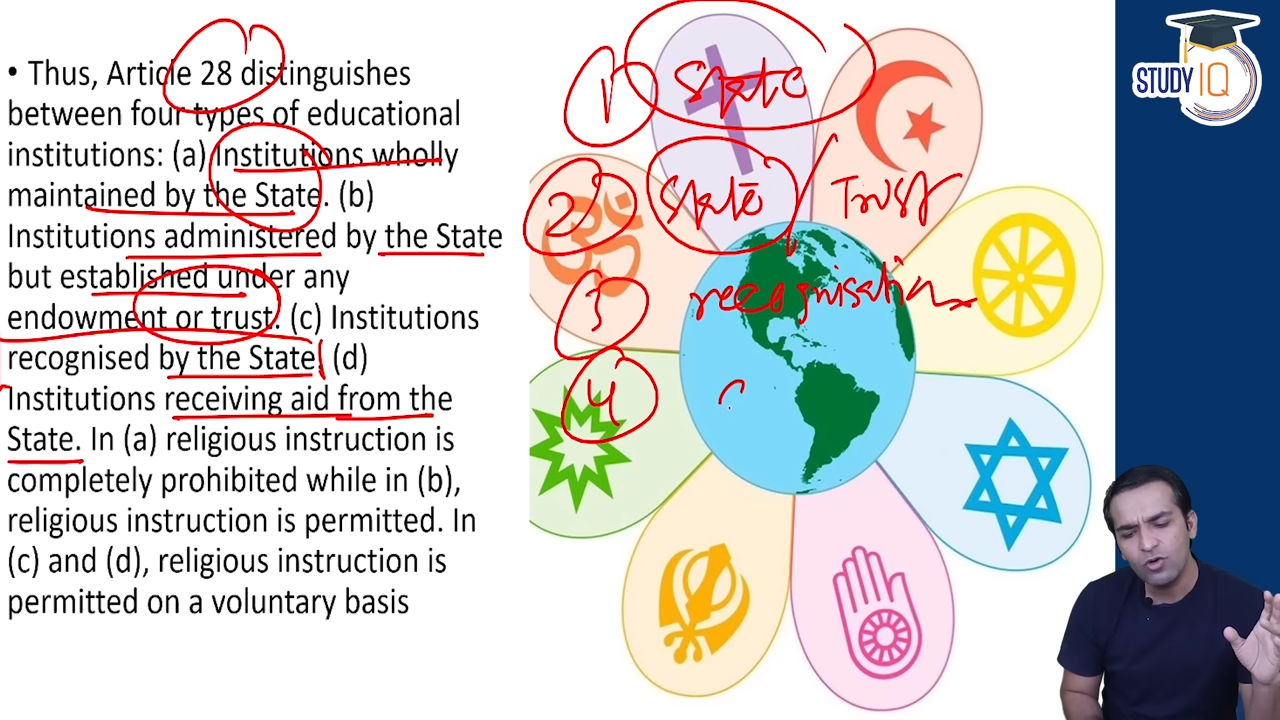 • Thus, Article 28 distinguishes
between four types of educational
institutions: (a) Institutions wholly
maintained by the State. (b)
Institutions administered by the State
but established under any
endowment or trust. (c) Institutions
recognised by the State. (d)
Institutions receiving aid from the
State. In (a) religious instruction is
completely prohibited while in (b),
religious instruction is permitted. In
(c) and (d), religious instruction is
permitted on a voluntary basis
1 State
2 State / Trust
3 recognisation
4
STUDY IQ